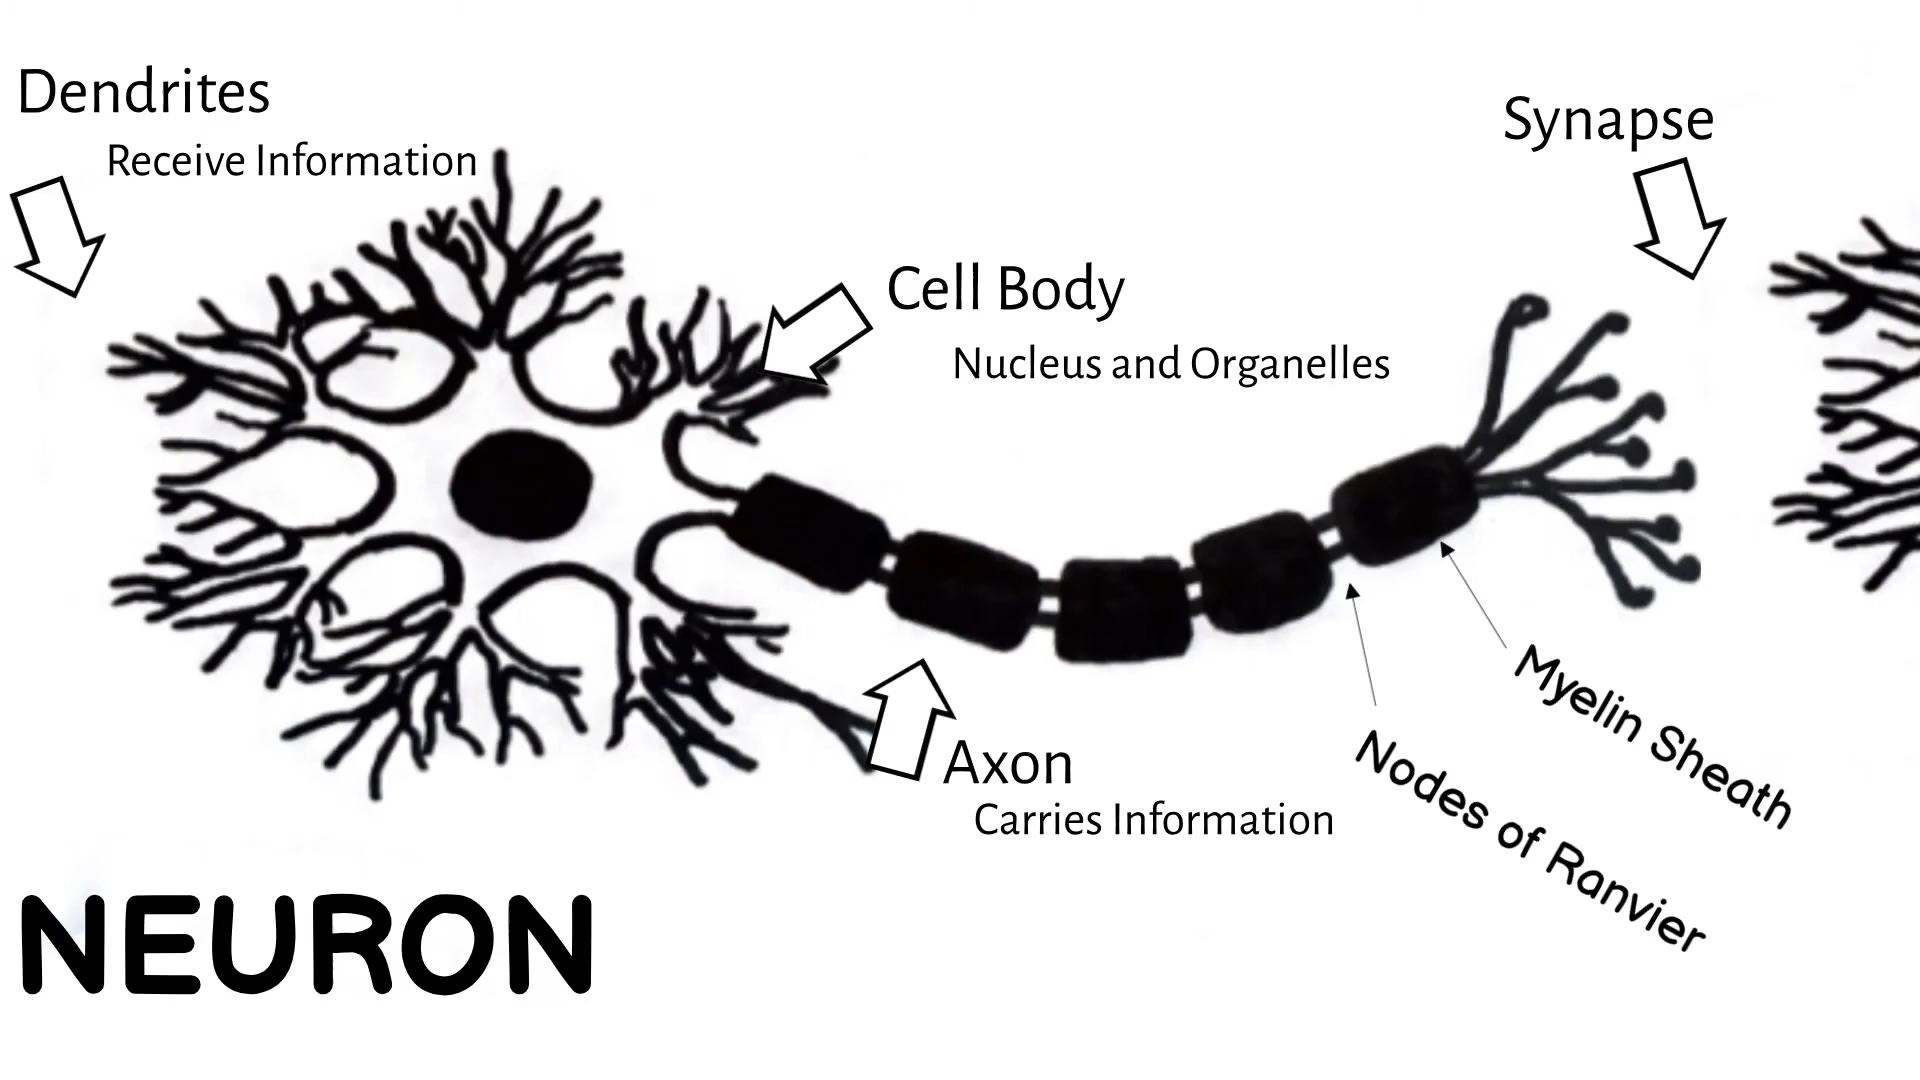 Dendrites
Receive Information
Synapse
Cell Body
Nucleus and Organelles
Axon
Carries Information
Myelin Sheath
Nodes of Ranvier
NEURON